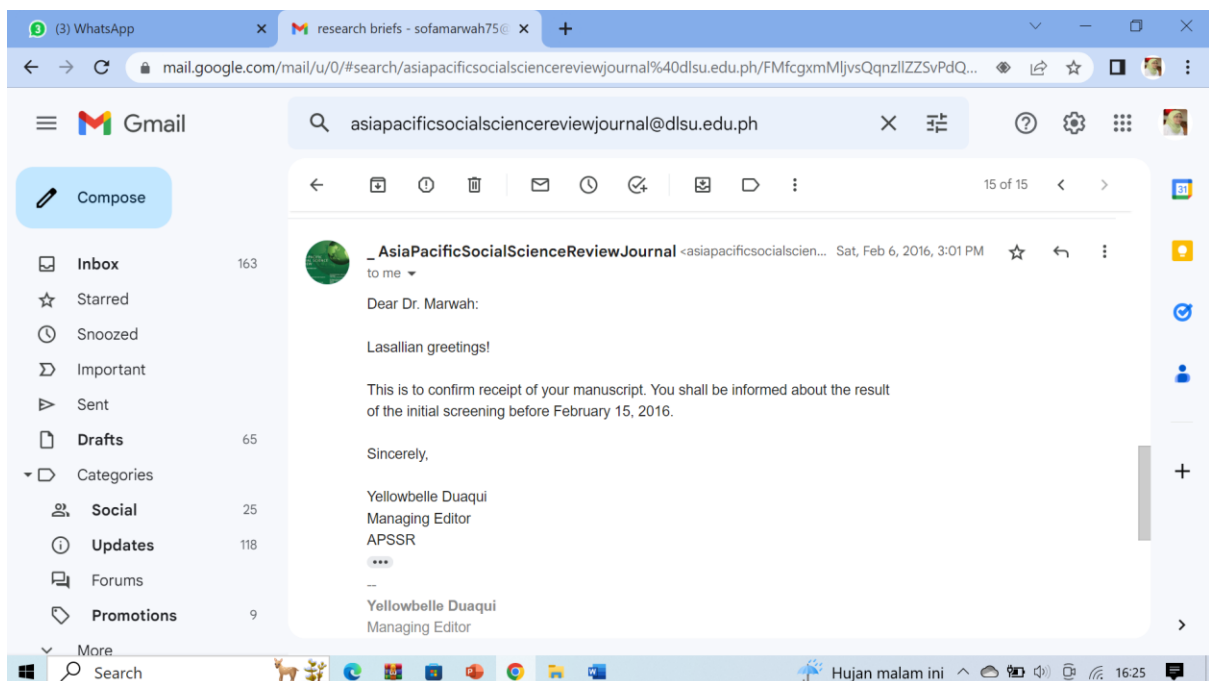 (3) WhatsApp
research briefs - sofamarwah75@
mail.google.com/mail/u/0/#search/asiapacificsocialsciencereviewjournal%40dlsu.edu.ph/FMfcgxmMljvsQqnzllZZSvPdQ...
Gmail
asiapacificsocialsciencereviewjournal@dlsu.edu.ph
Compose
15 of 15
31
Inbox 163
Starred
Snoozed
Important
Sent
Drafts 65
Categories
Social 25
Updates 118
Forums
Promotions 9
More
_ AsiaPacificSocialScienceReviewJournal <asiapacificsocialscien... Sat, Feb 6, 2016, 3:01 PM
to me
Dear Dr. Marwah:
Lasallian greetings!
This is to confirm receipt of your manuscript. You shall be informed about the result
of the initial screening before February 15, 2016.
Sincerely,
Yellowbelle Duaqui
Managing Editor
APSSR
--
Yellowbelle Duaqui
Managing Editor
Search
Hujan malam ini
16:25